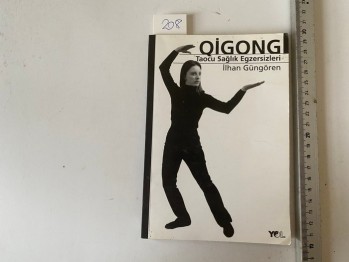 208
QİGONG
Taocu Sağlık Egzersizleri
İlhan Güngören